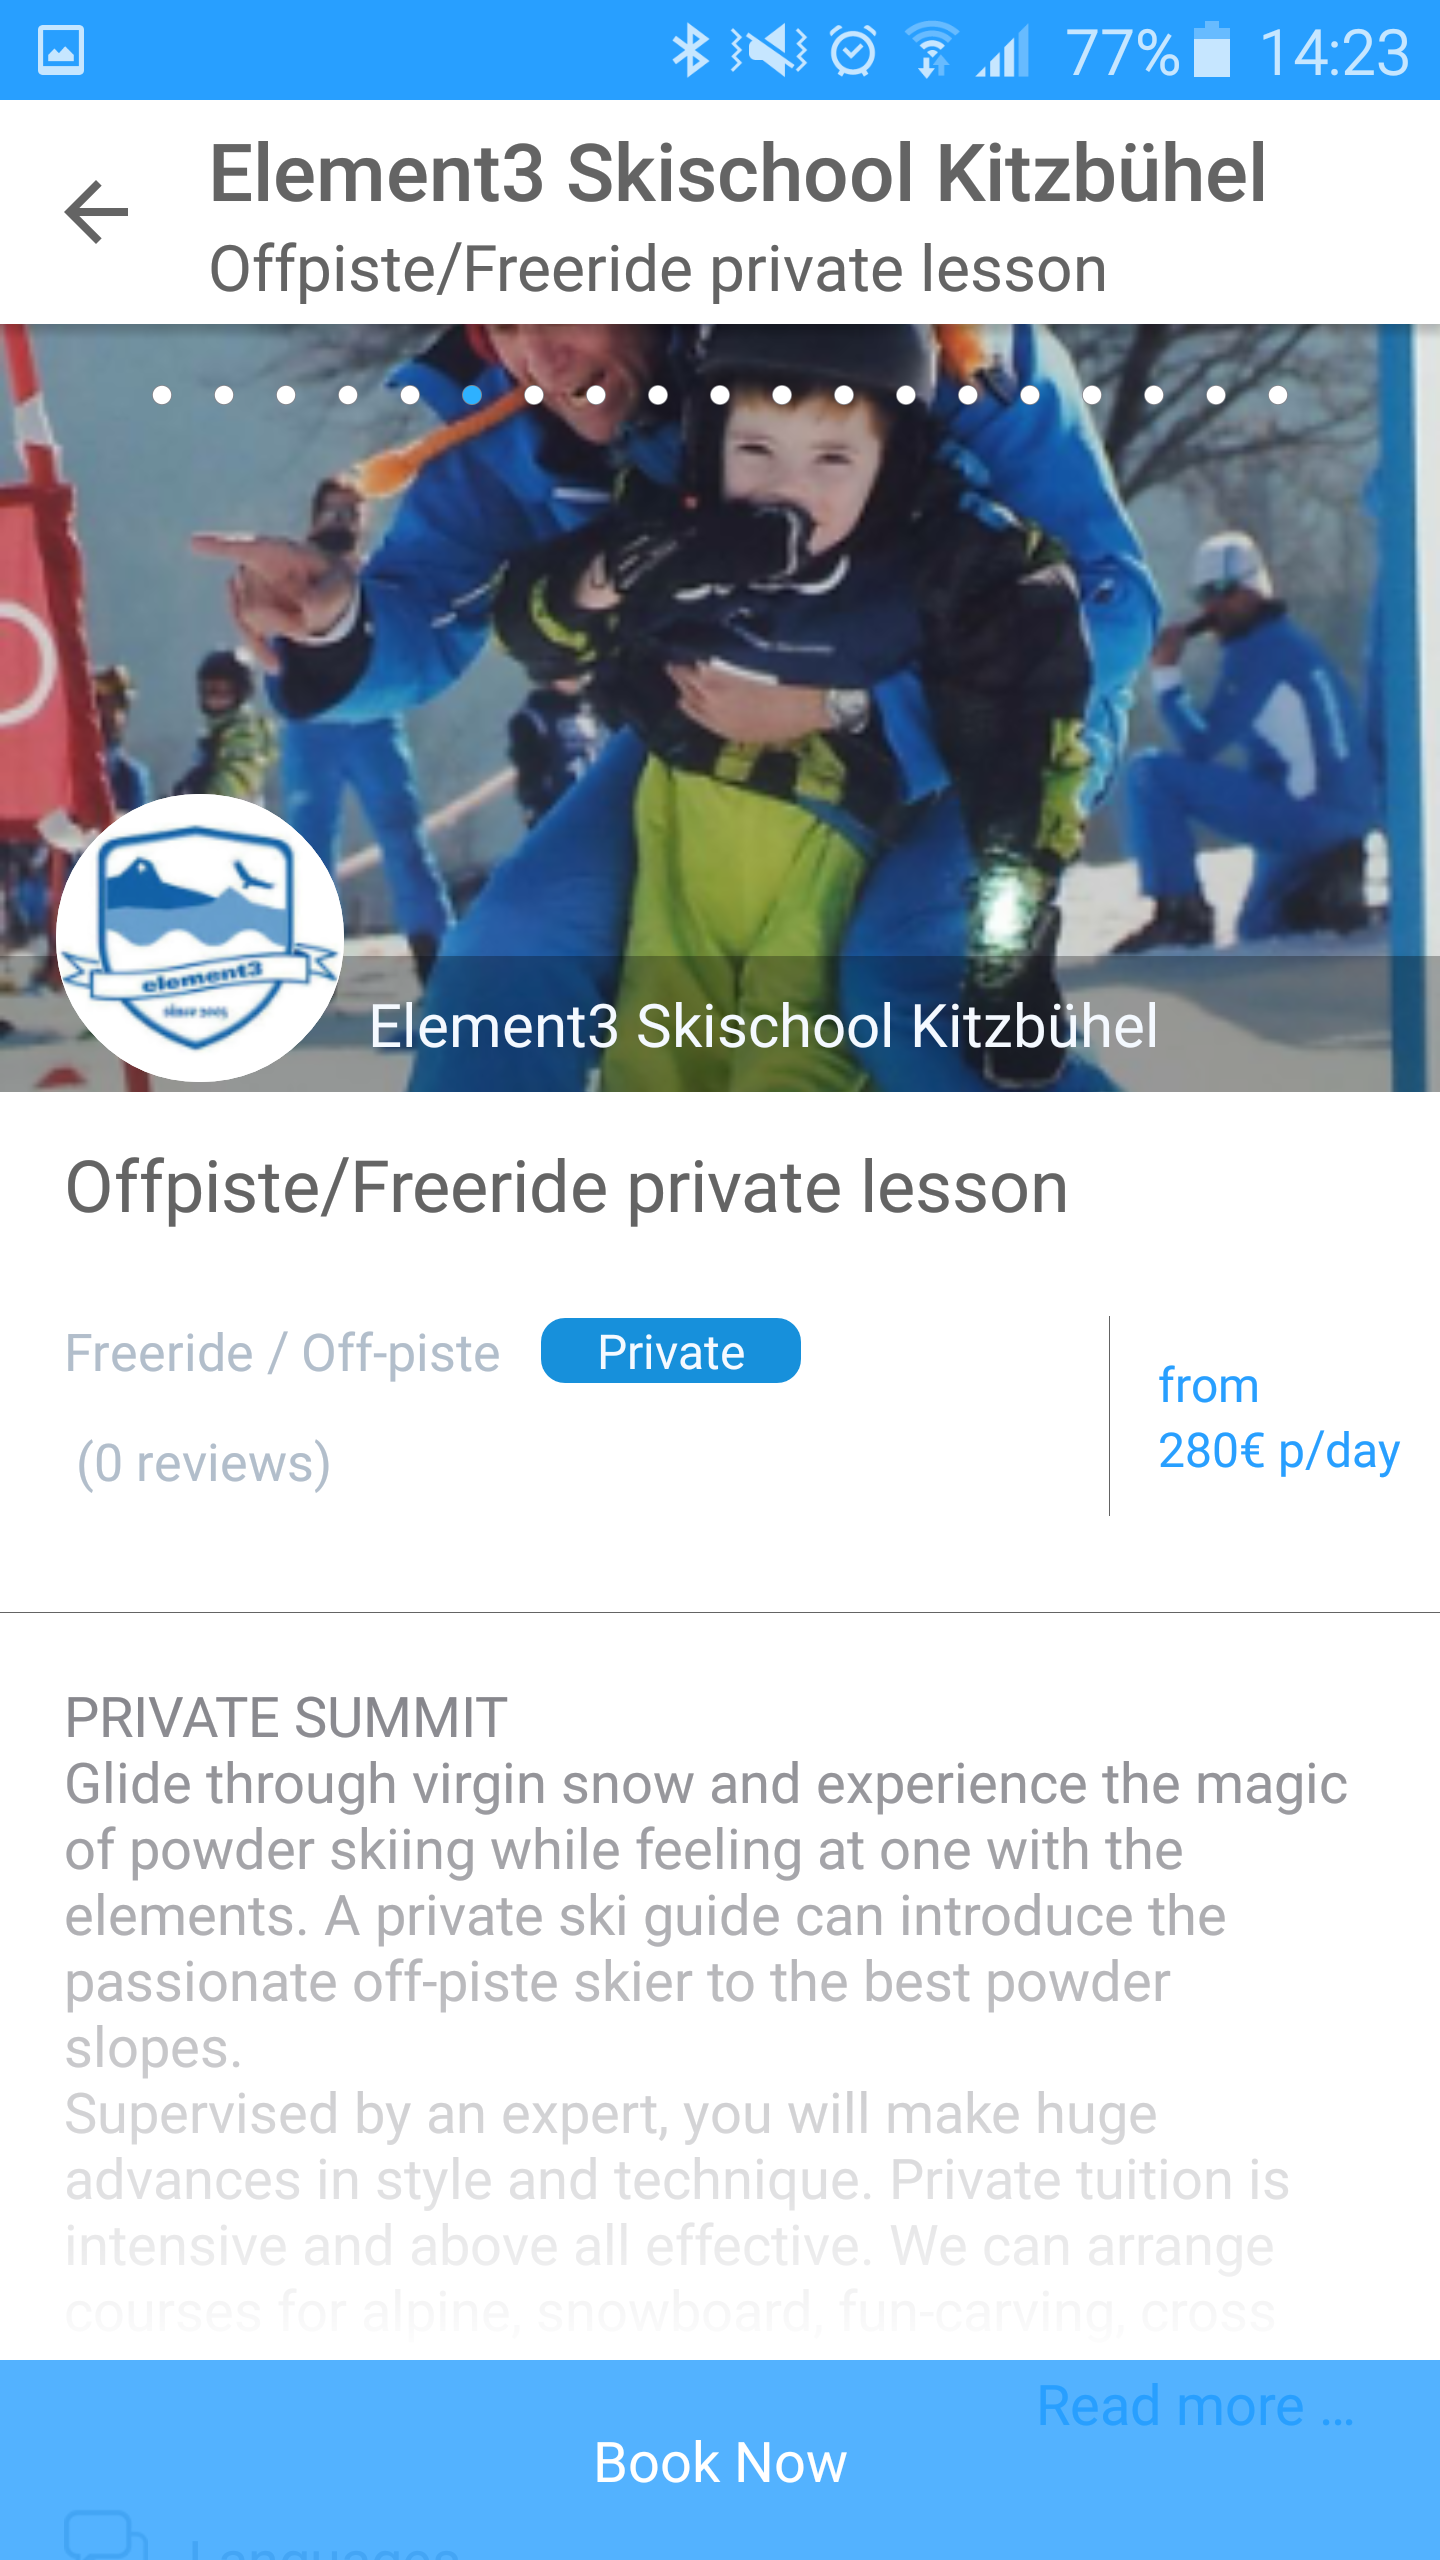 77% 14:23
Element3 Skischool Kitzbühel
Offpiste/Freeride private lesson
element3
since 2005
Element3 Skischool Kitzbühel
Offpiste/Freeride private lesson
Freeride / Off-piste Private
(0 reviews)
from
280€ p/day
PRIVATE SUMMIT
Glide through virgin snow and experience the magic
of powder skiing while feeling at one with the
elements. A private ski guide can introduce the
passionate off-piste skier to the best powder
slopes.
Supervised by an expert, you will make huge
advances in style and technique. Private tuition is
intensive and above all effective. We can arrange
courses for alpine, snowboard, fun-carving, cross
Read more ...
Book Now
Languages